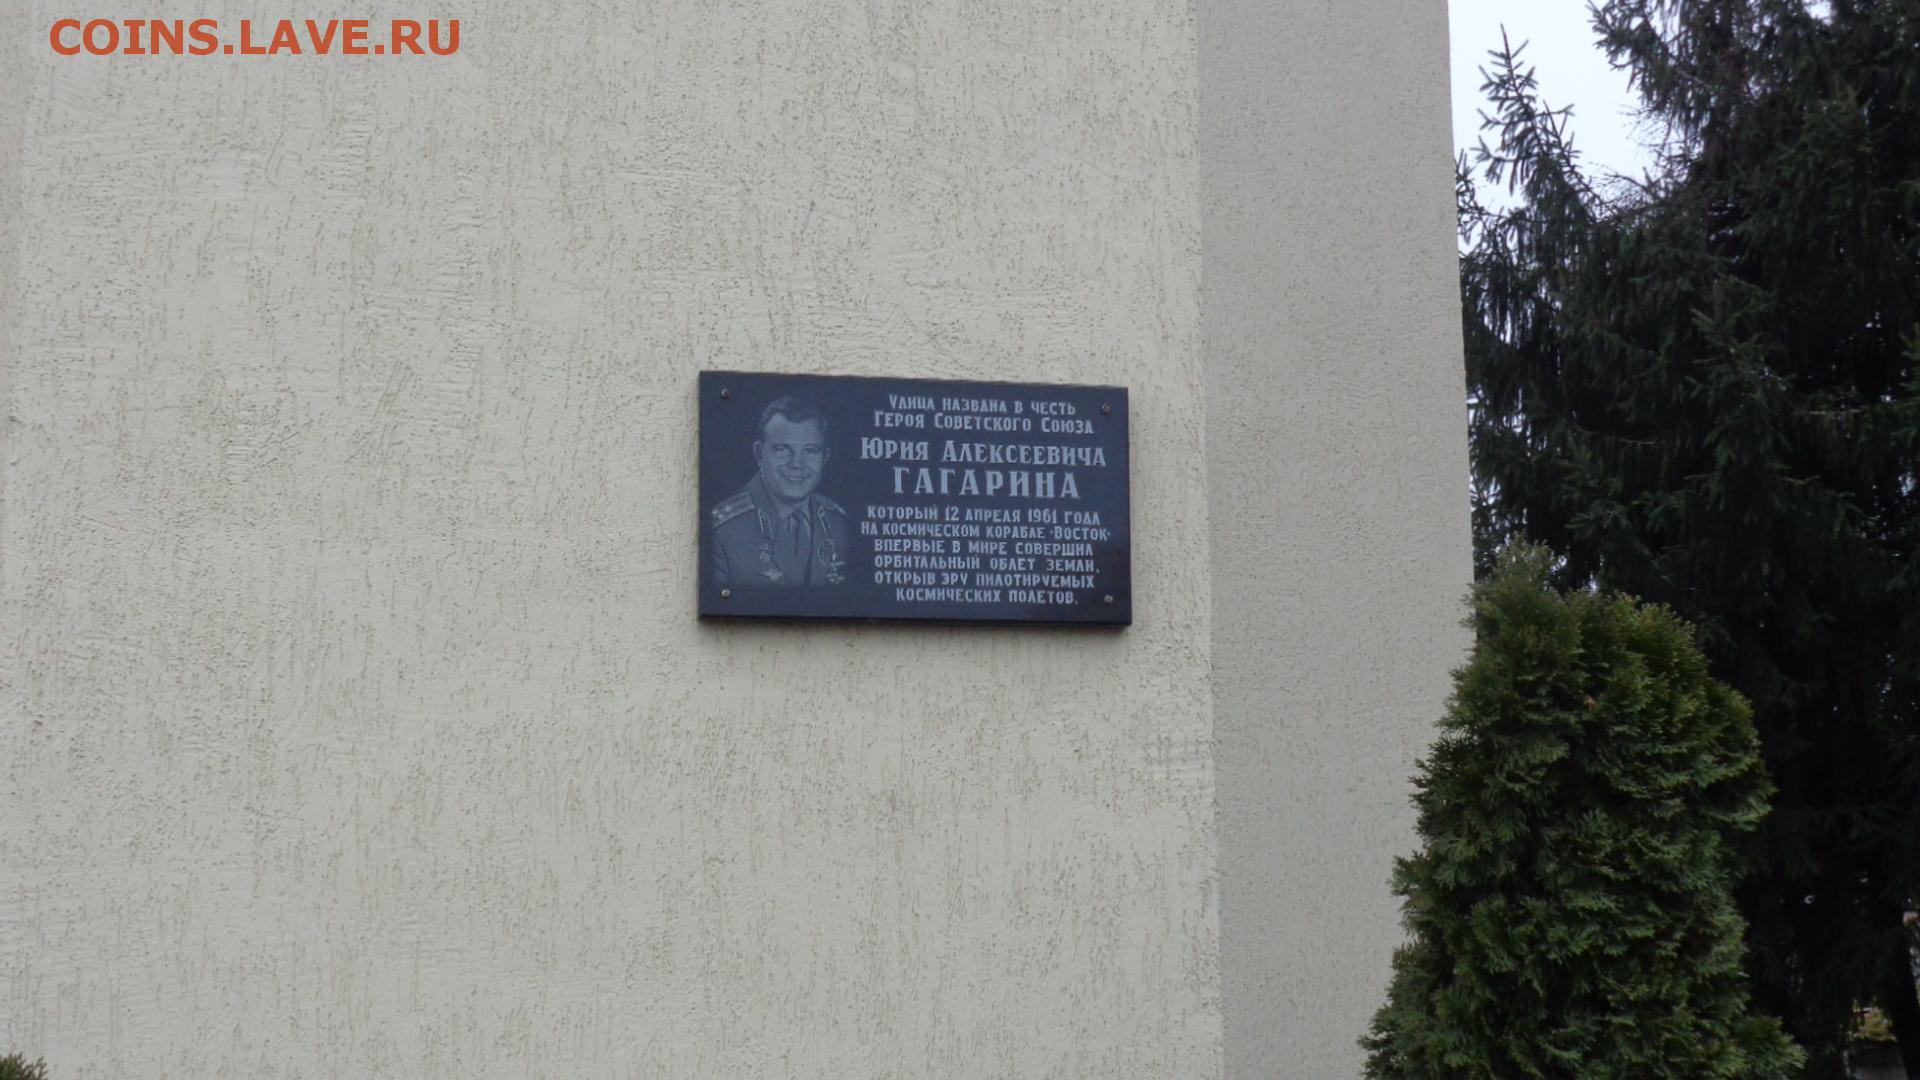 COINS.LAVE.RU
Улица названа в честь
Героя Советского Союза
Юрия Алексеевича
ГАГАРИНА
который 12 апреля 1961 года
на космическом корабле «Восток»
впервые в мире совершил
орбитальный облет Земли,
открыв эру пилотируемых
космических полетов.